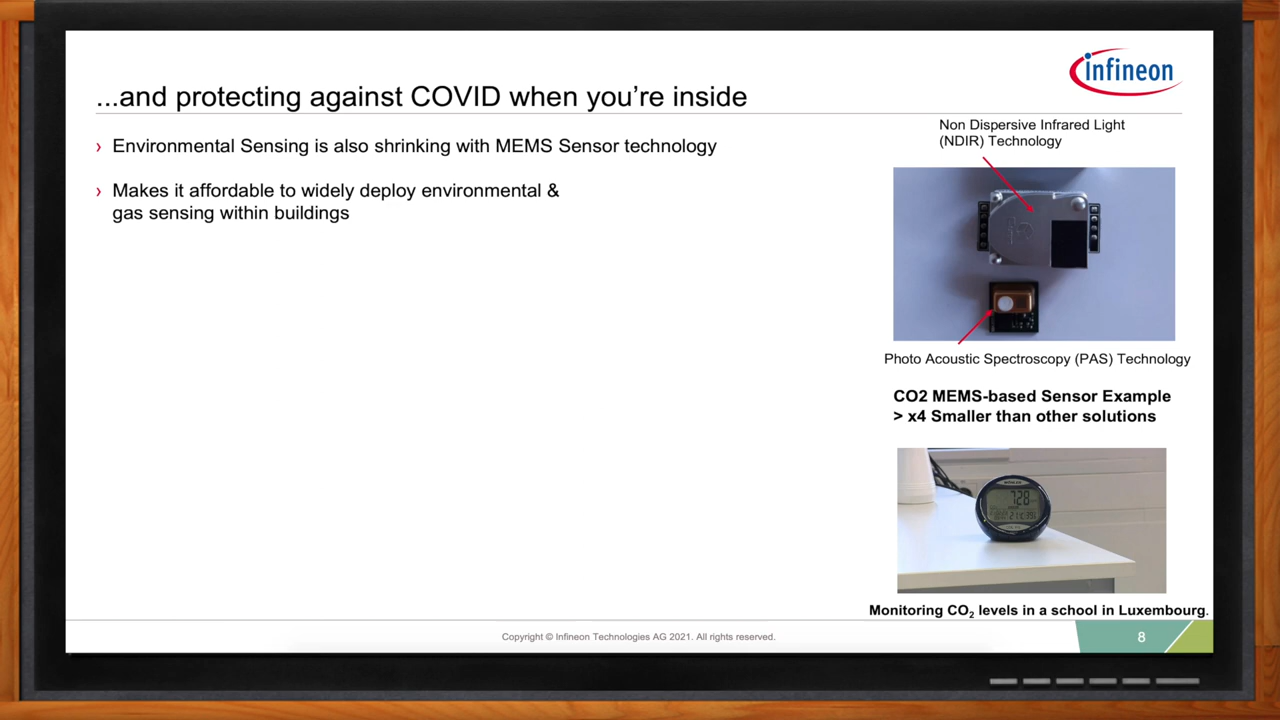 infineon
...and protecting against COVID when you’re inside
› Environmental Sensing is also shrinking with MEMS Sensor technology
› Makes it affordable to widely deploy environmental &
gas sensing within buildings
Non Dispersive Infrared Light
(NDIR) Technology
Photo Acoustic Spectroscopy (PAS) Technology
CO2 MEMS-based Sensor Example
> x4 Smaller than other solutions
728
Monitoring CO₂ levels in a school in Luxembourg.
Copyright © Infineon Technologies AG 2021. All rights reserved.
8